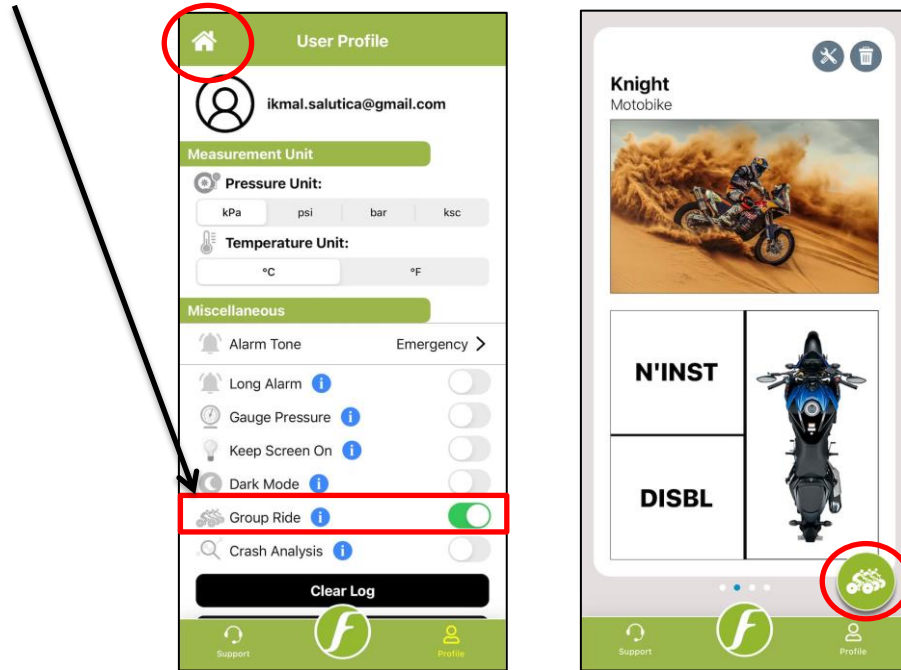 User Profile
ikmal.salutica@gmail.com
Measurement Unit
Pressure Unit:
kPa psi bar ksc
Temperature Unit:
°C °F
Miscellaneous
Alarm Tone Emergency
Long Alarm i
Gauge Pressure i
Keep Screen On i
Dark Mode i
Group Ride i
Crash Analysis i
Clear Log
Support f Profile
Knight
Motobike
N'INST
DISBL
Support f Profile